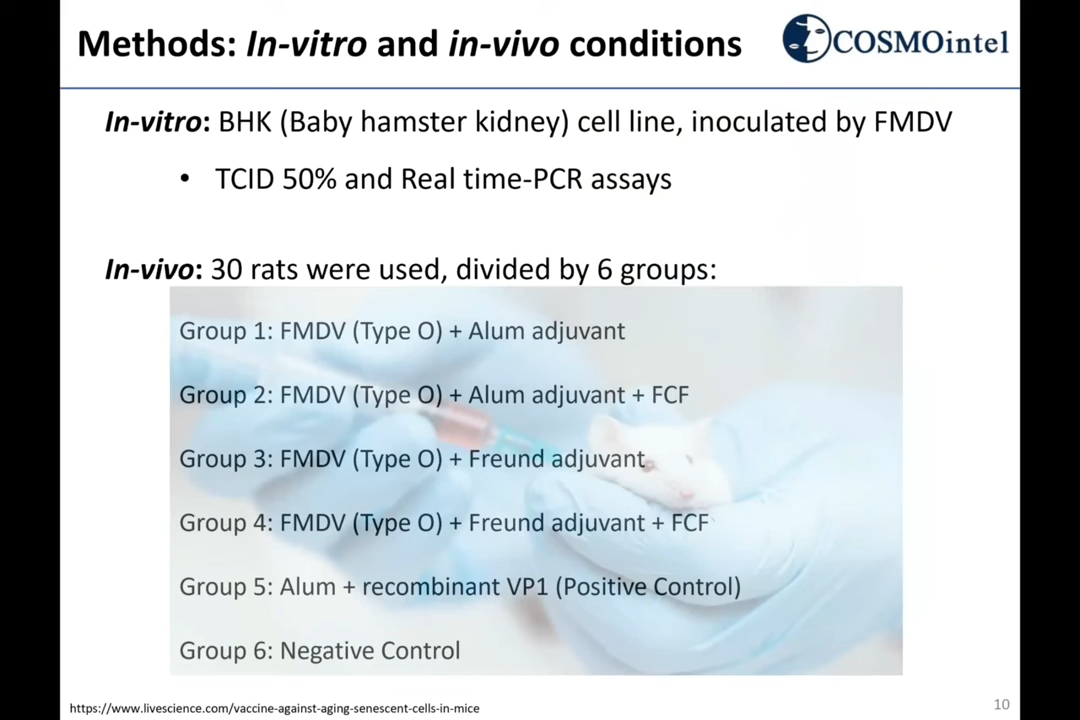 Methods: In-vitro and in-vivo conditions
COSMOintel
In-vitro: BHK (Baby hamster kidney) cell line, inoculated by FMDV
• TCID 50% and Real time-PCR assays
In-vivo: 30 rats were used, divided by 6 groups:
Group 1: FMDV (Type O) + Alum adjuvant
Group 2: FMDV (Type O) + Alum adjuvant + FCF
Group 3: FMDV (Type O) + Freund adjuvant
Group 4: FMDV (Type O) + Freund adjuvant + FCF
Group 5: Alum + recombinant VP1 (Positive Control)
Group 6: Negative Control
https://www.livescience.com/vaccine-against-aging-senescent-cells-in-mice
10